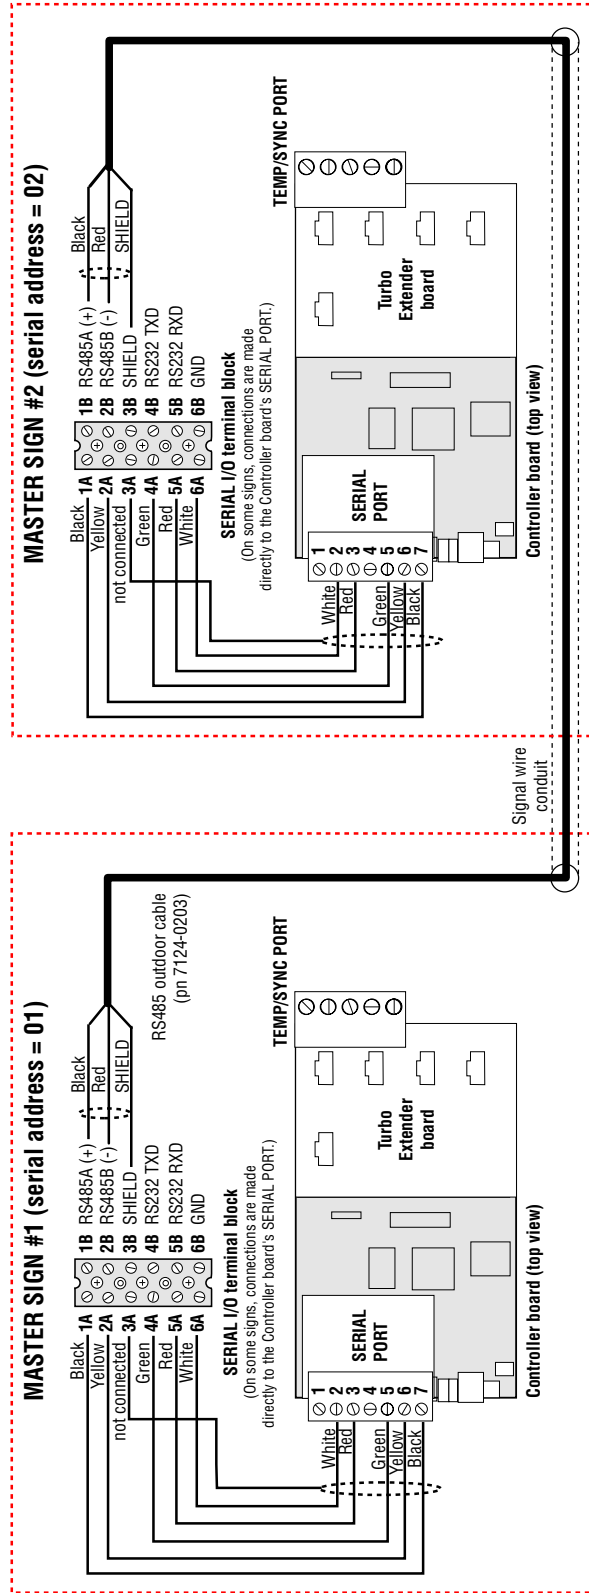 MASTER SIGN #1 (serial address = 01)
Black
Yellow
not connected
Green
Red
White
1A
2A
3A
4A
5A
6A
1B RS485A (+)
2B RS485B (-)
3B SHIELD
4B RS232 TXD
5B RS232 RXD
6B GND
Black
Red
SHIELD
RS485 outdoor cable
(pn 7124-0203)
SERIAL I/O terminal block
(On some signs, connections are made
directly to the Controller board's SERIAL PORT.)
White
Red
Green
Yellow
Black
1
2
3
4
5
6
7
SERIAL
PORT
TEMP/SYNC PORT
Turbo
Extender
board
Controller board (top view)
Signal wire
conduit
MASTER SIGN #2 (serial address = 02)
Black
Yellow
not connected
Green
Red
White
1A
2A
3A
4A
5A
6A
1B RS485A (+)
2B RS485B (-)
3B SHIELD
4B RS232 TXD
5B RS232 RXD
6B GND
Black
Red
SHIELD
SERIAL I/O terminal block
(On some signs, connections are made
directly to the Controller board's SERIAL PORT.)
White
Red
Green
Yellow
Black
1
2
3
4
5
6
7
SERIAL
PORT
TEMP/SYNC PORT
Turbo
Extender
board
Controller board (top view)